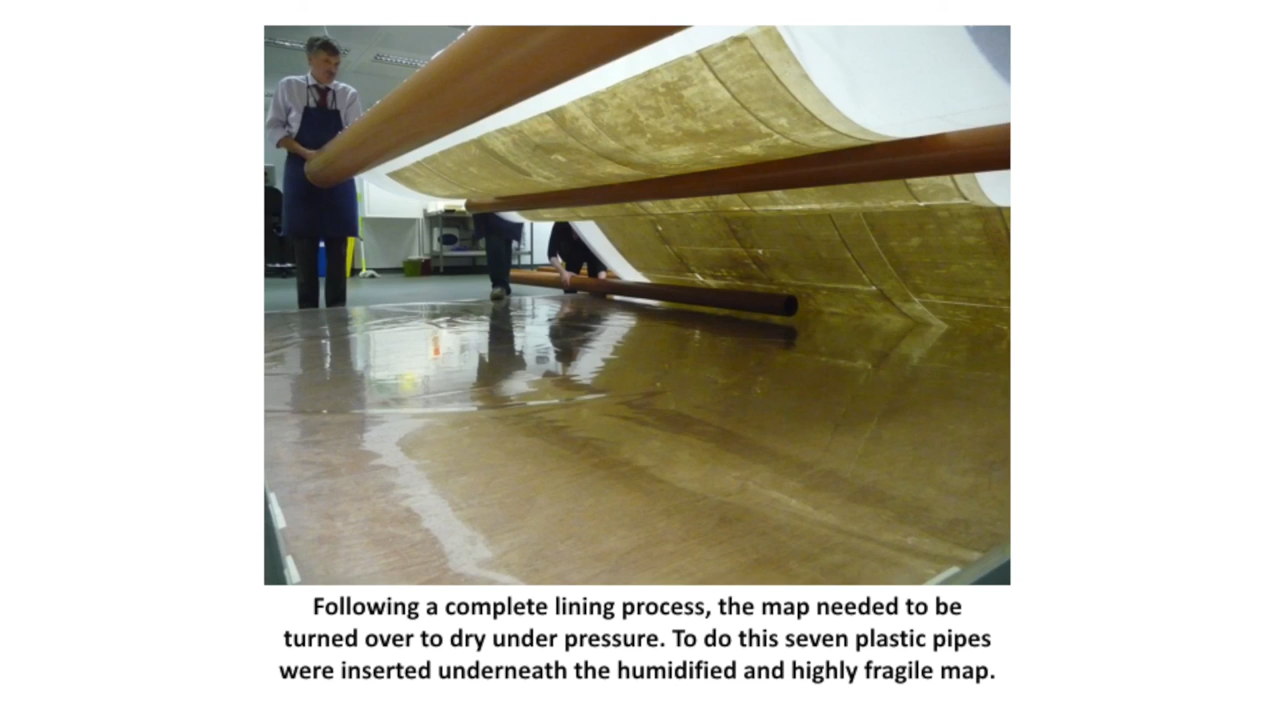 Following a complete lining process, the map needed to be
turned over to dry under pressure. To do this seven plastic pipes
were inserted underneath the humidified and highly fragile map.